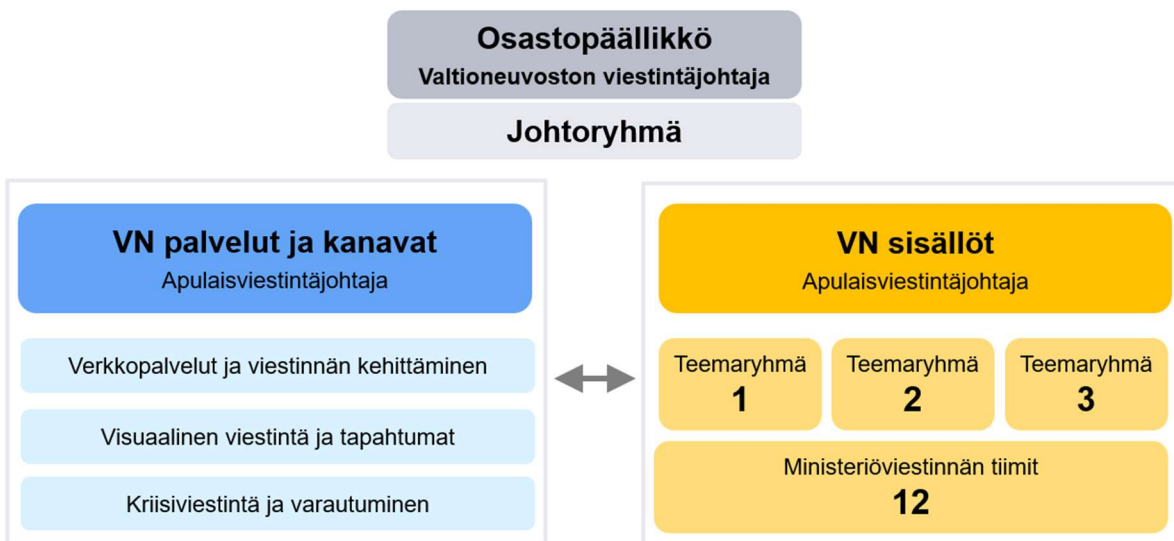 Osastopäällikkö
Valtioneuvoston viestintäjohtaja
Johtoryhmä
VN palvelut ja kanavat
Apulaisviestintäjohtaja
Verkkopalvelut ja viestinnän kehittäminen
Visuaalinen viestintä ja tapahtumat
Kriisiviestintä ja varautuminen
VN sisällöt
Apulaisviestintäjohtaja
Teemaryhmä
1
Teemaryhmä
2
Teemaryhmä
3
Ministeriöviestinnän tiimit
12